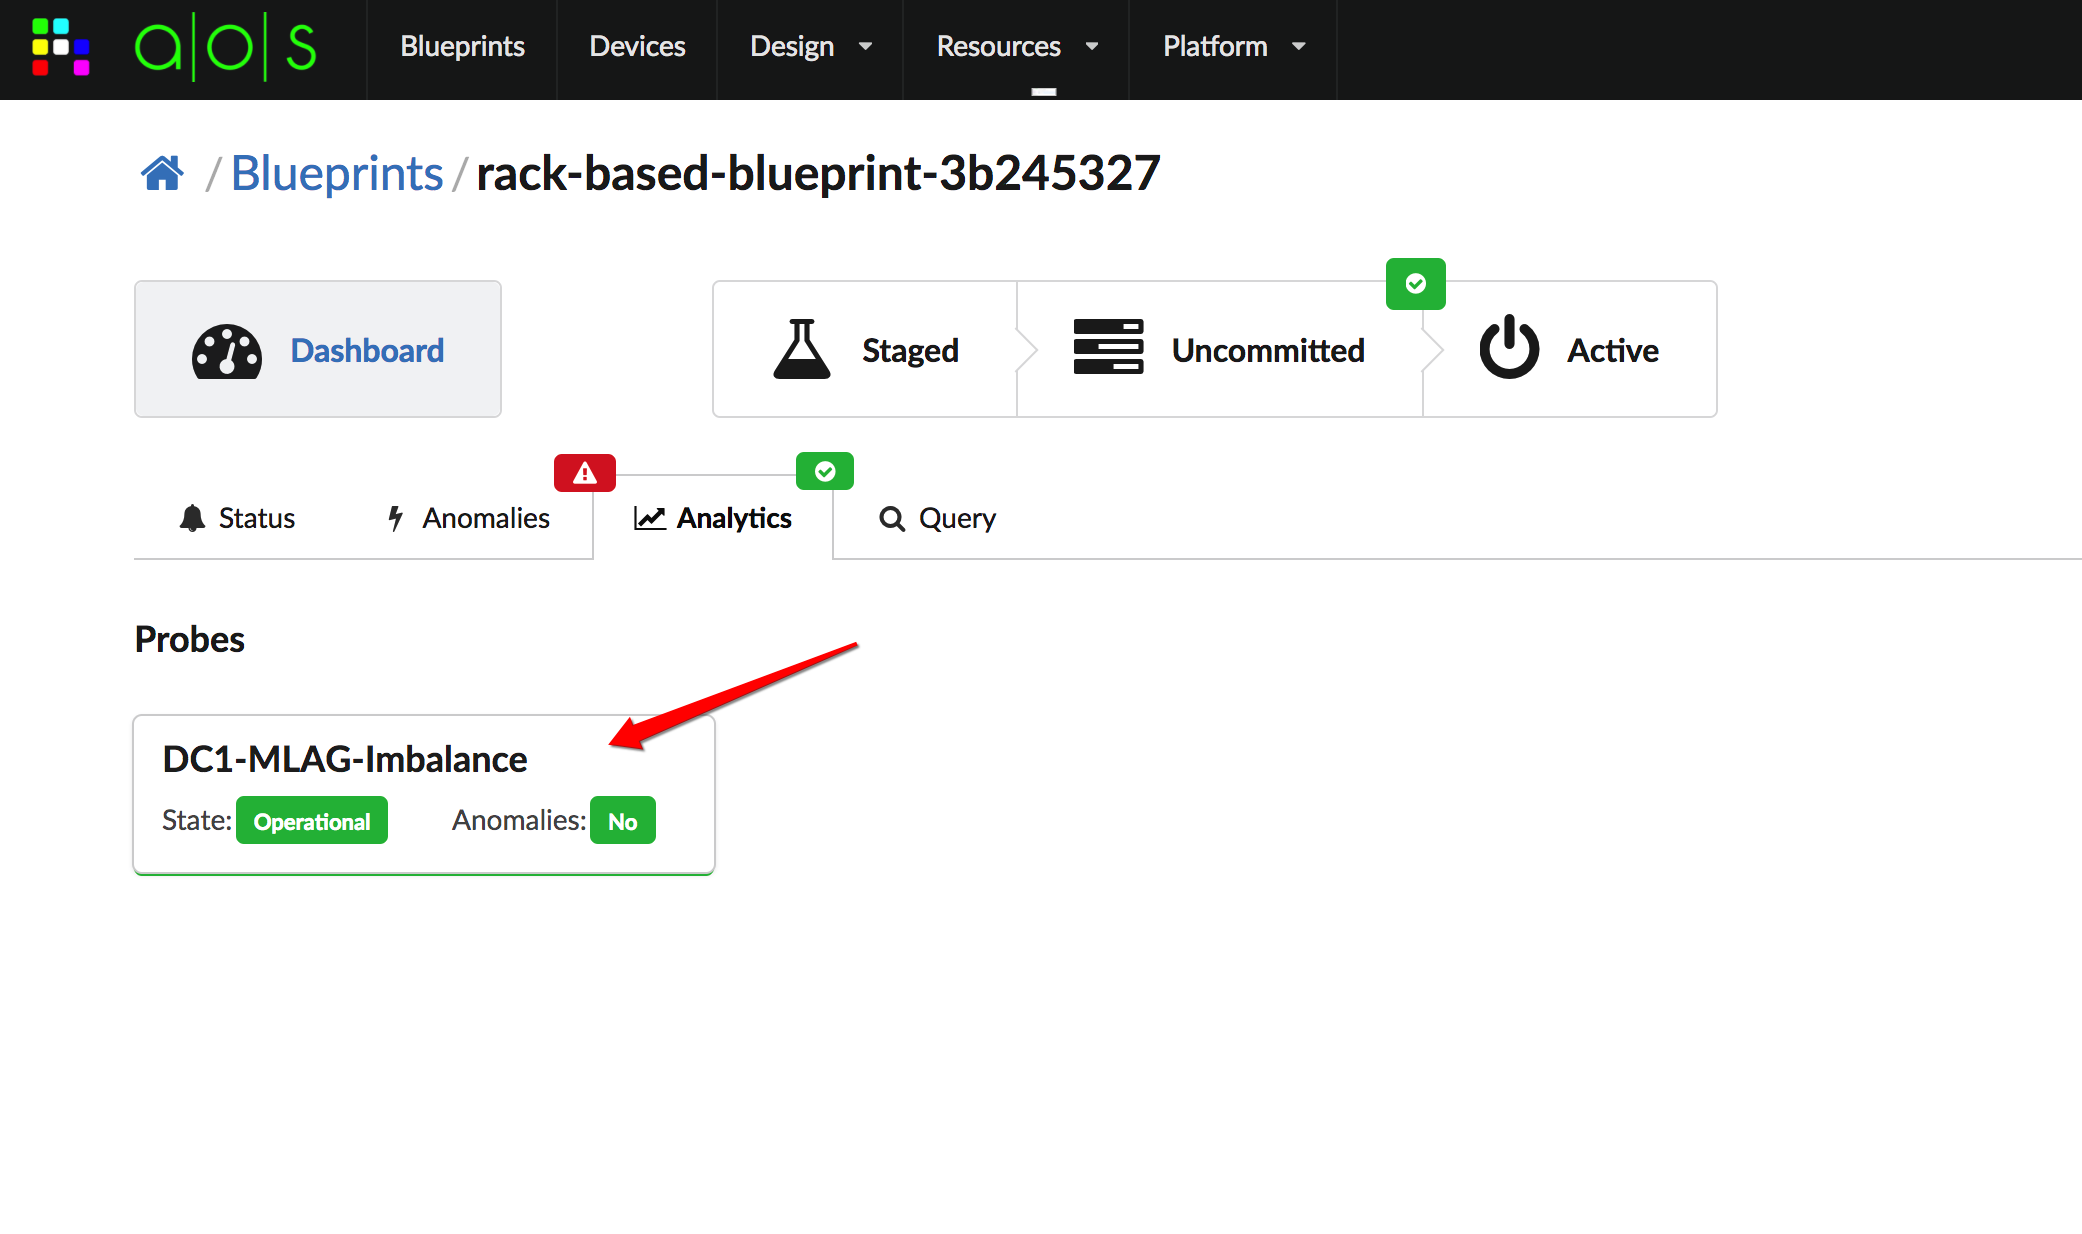 a|o|s Blueprints Devices Design Resources Platform
/ Blueprints / rack-based-blueprint-3b245327
Dashboard Staged Uncommitted Active
Status Anomalies Analytics Query
Probes
DC1-MLAG-Imbalance
State: Operational Anomalies: No